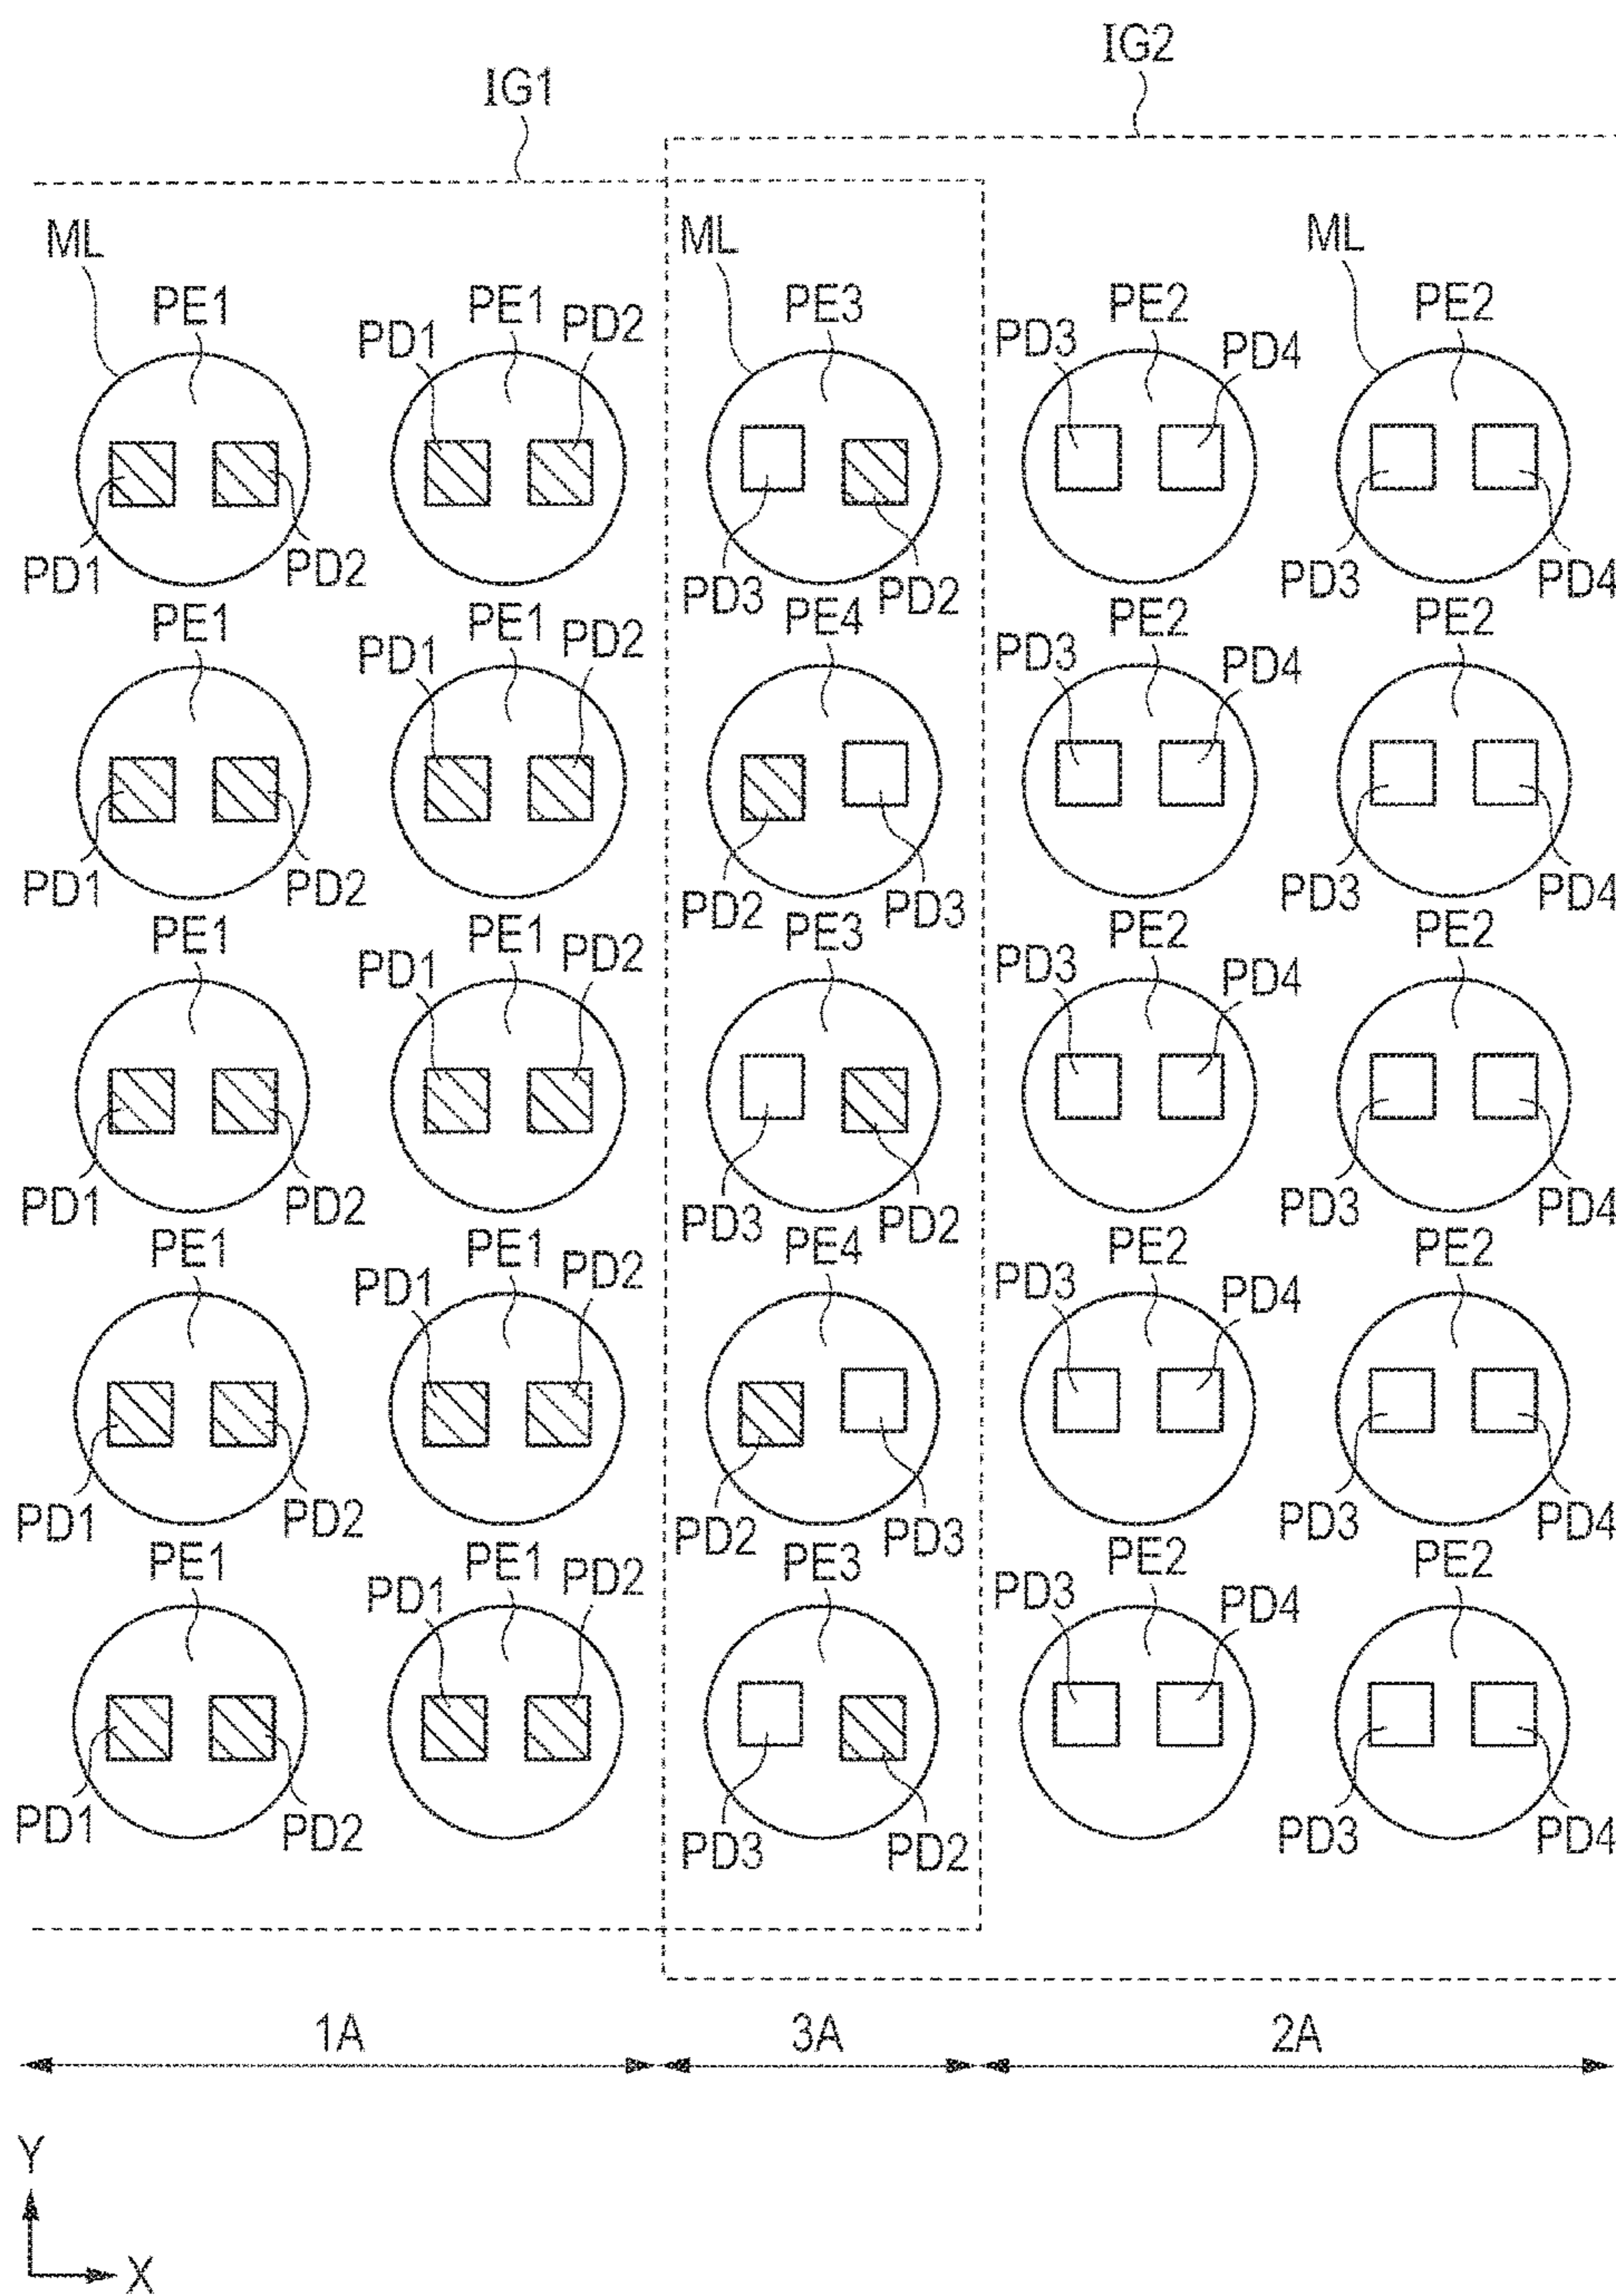 IG2
IG1
ML ML ML
PE1 PE1 PE3 PE2 PE2
PD1 PD2 PD3 PD4
PD1 PD2 PD3 PD2 PD3 PD4
PE1 PE1 PE4 PE2 PE2
PD1 PD2 PD3 PD4
PD1 PD2 PD2 PD3 PD3 PD4
PE1 PE1 PE3 PE2 PE2
PD1 PD2 PD3 PD4
PD1 PD2 PD3 PD2 PD3 PD4
PE1 PE1 PE4 PE2 PE2
PD1 PD2 PD3 PD4
PD1 PD2 PD2 PD3 PD3 PD4
PE1 PE1 PE3 PE2 PE2
PD1 PD2 PD3 PD4
PD1 PD2 PD3 PD2 PD3 PD4
1A 3A 2A
Y
X